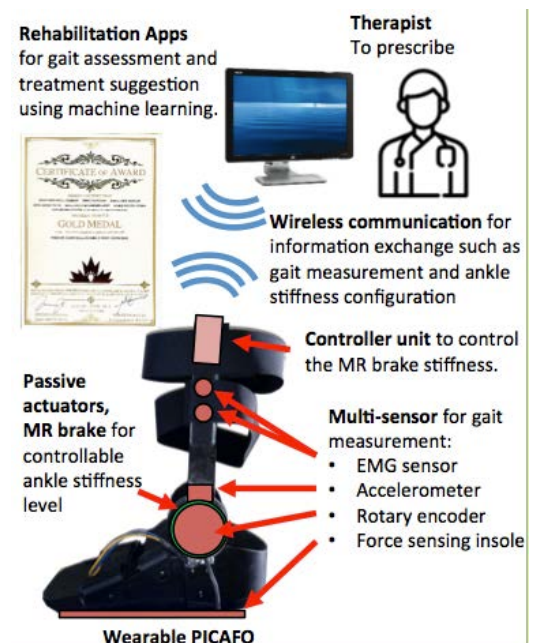 Rehabilitation Apps
for gait assessment and
treatment suggestion
using machine learning.
Therapist
To prescribe
CERTIFICATE OF AWARD
GOLD MEDAL
Wireless communication for
information exchange such as
gait measurement and ankle
stiffness configuration
Controller unit to control
the MR brake stiffness.
Passive
actuators,
MR brake for
controllable
ankle stiffness
level
Multi-sensor for gait
measurement:
• EMG sensor
• Accelerometer
• Rotary encoder
• Force sensing insole
Wearable PICAFO